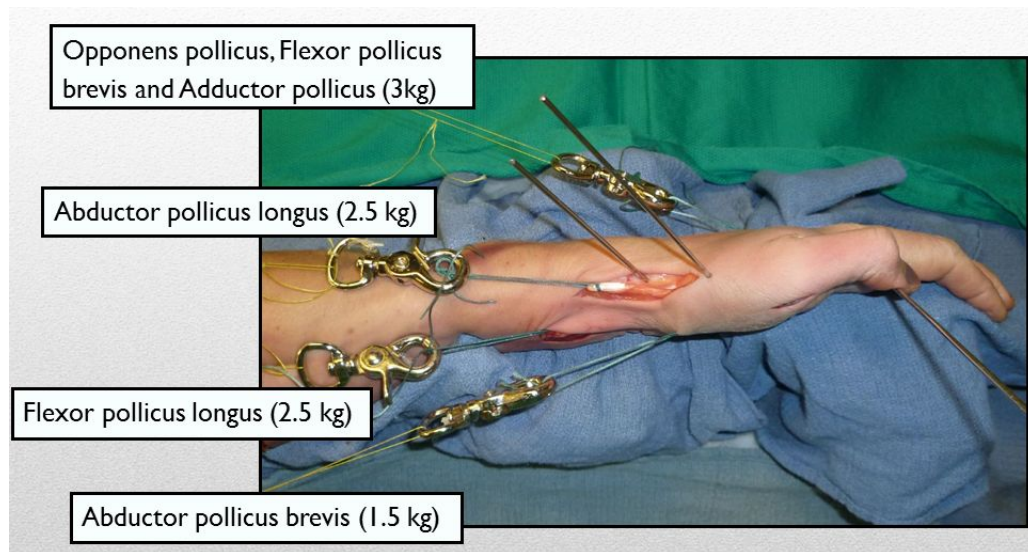 Opponens pollicus, Flexor pollicus
brevis and Adductor pollicus (3kg)
Abductor pollicus longus (2.5 kg)
Flexor pollicus longus (2.5 kg)
Abductor pollicus brevis (1.5 kg)